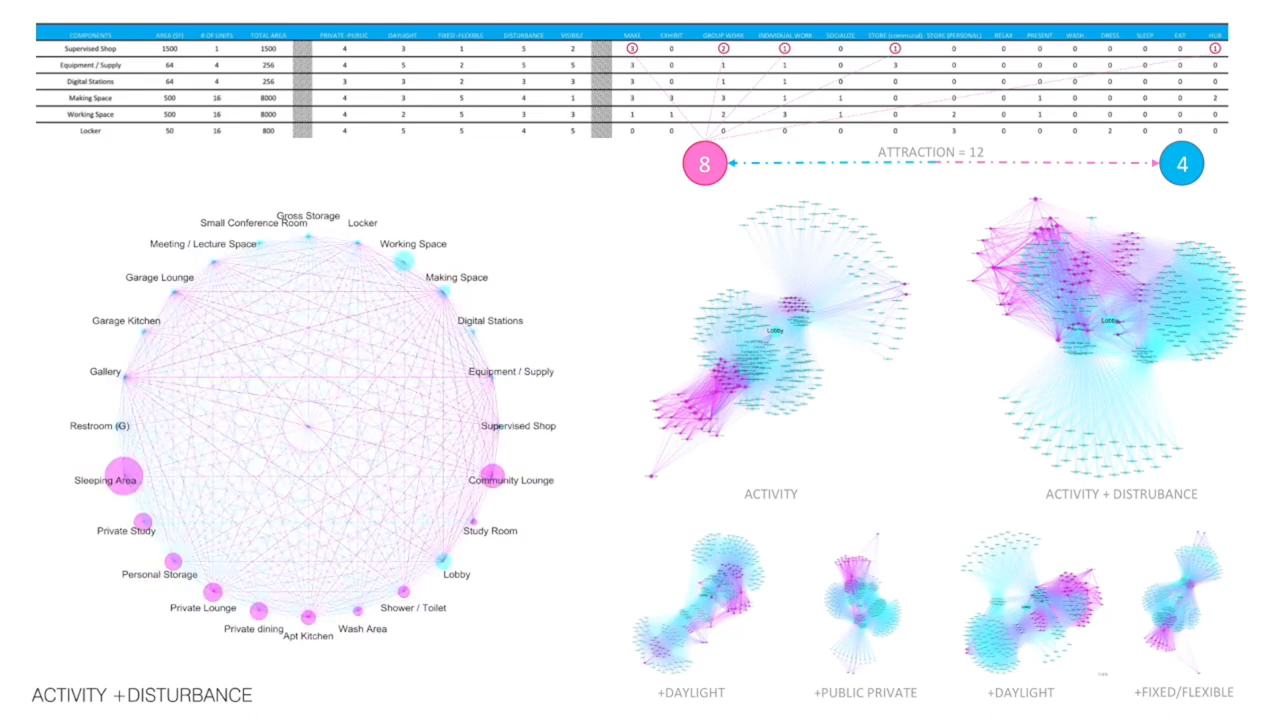 COMPONENTS AREA (SF) # OF UNITS TOTAL AREA PRIVATE -PUBLIC DAYLIGHT FIXED -FLEXIBLE DISTURBANCE VISIBLE MAKE EXHIBIT GROUP WORK INDIVIDUAL WORK SOCIALIZE STORE (communal) STORE (PERSONAL) RELAX PRESENT WASH DRESS SLEEP EAT HUB
Supervised Shop 1500 1 1500 4 3 1 5 2 3 0 2 1 0 1 0 0 0 0 0 0 0 1
Equipment / Supply 64 4 256 4 5 2 5 5 3 0 1 1 0 3 0 0 0 0 0 0 0 0
Digital Stations 64 4 256 3 3 2 3 3 3 0 1 1 0 0 0 0 0 0 0 0 0 0
Making Space 500 16 8000 4 3 5 4 1 3 3 3 1 1 0 0 0 1 0 0 0 0 2
Working Space 500 16 8000 4 2 5 3 3 1 1 2 3 1 0 2 0 1 0 0 0 0 0
Locker 50 16 800 4 5 5 4 5 0 0 0 0 0 0 3 0 0 0 2 0 0 0
8
ATTRACTION = 12
4
Gross Storage
Small Conference Room
Locker
Meeting / Lecture Space
Working Space
Garage Lounge
Making Space
Garage Kitchen
Digital Stations
Gallery
Equipment / Supply
Restroom (G)
Supervised Shop
Sleeping Area
Community Lounge
Private Study
Study Room
Personal Storage
Lobby
Private Lounge
Shower / Toilet
Private dining
Wash Area
Apt Kitchen
Lobby
Lobby
ACTIVITY
ACTIVITY + DISTRUBANCE
+DAYLIGHT
+PUBLIC PRIVATE
+DAYLIGHT
+FIXED/FLEXIBLE
ACTIVITY +DISTURBANCE